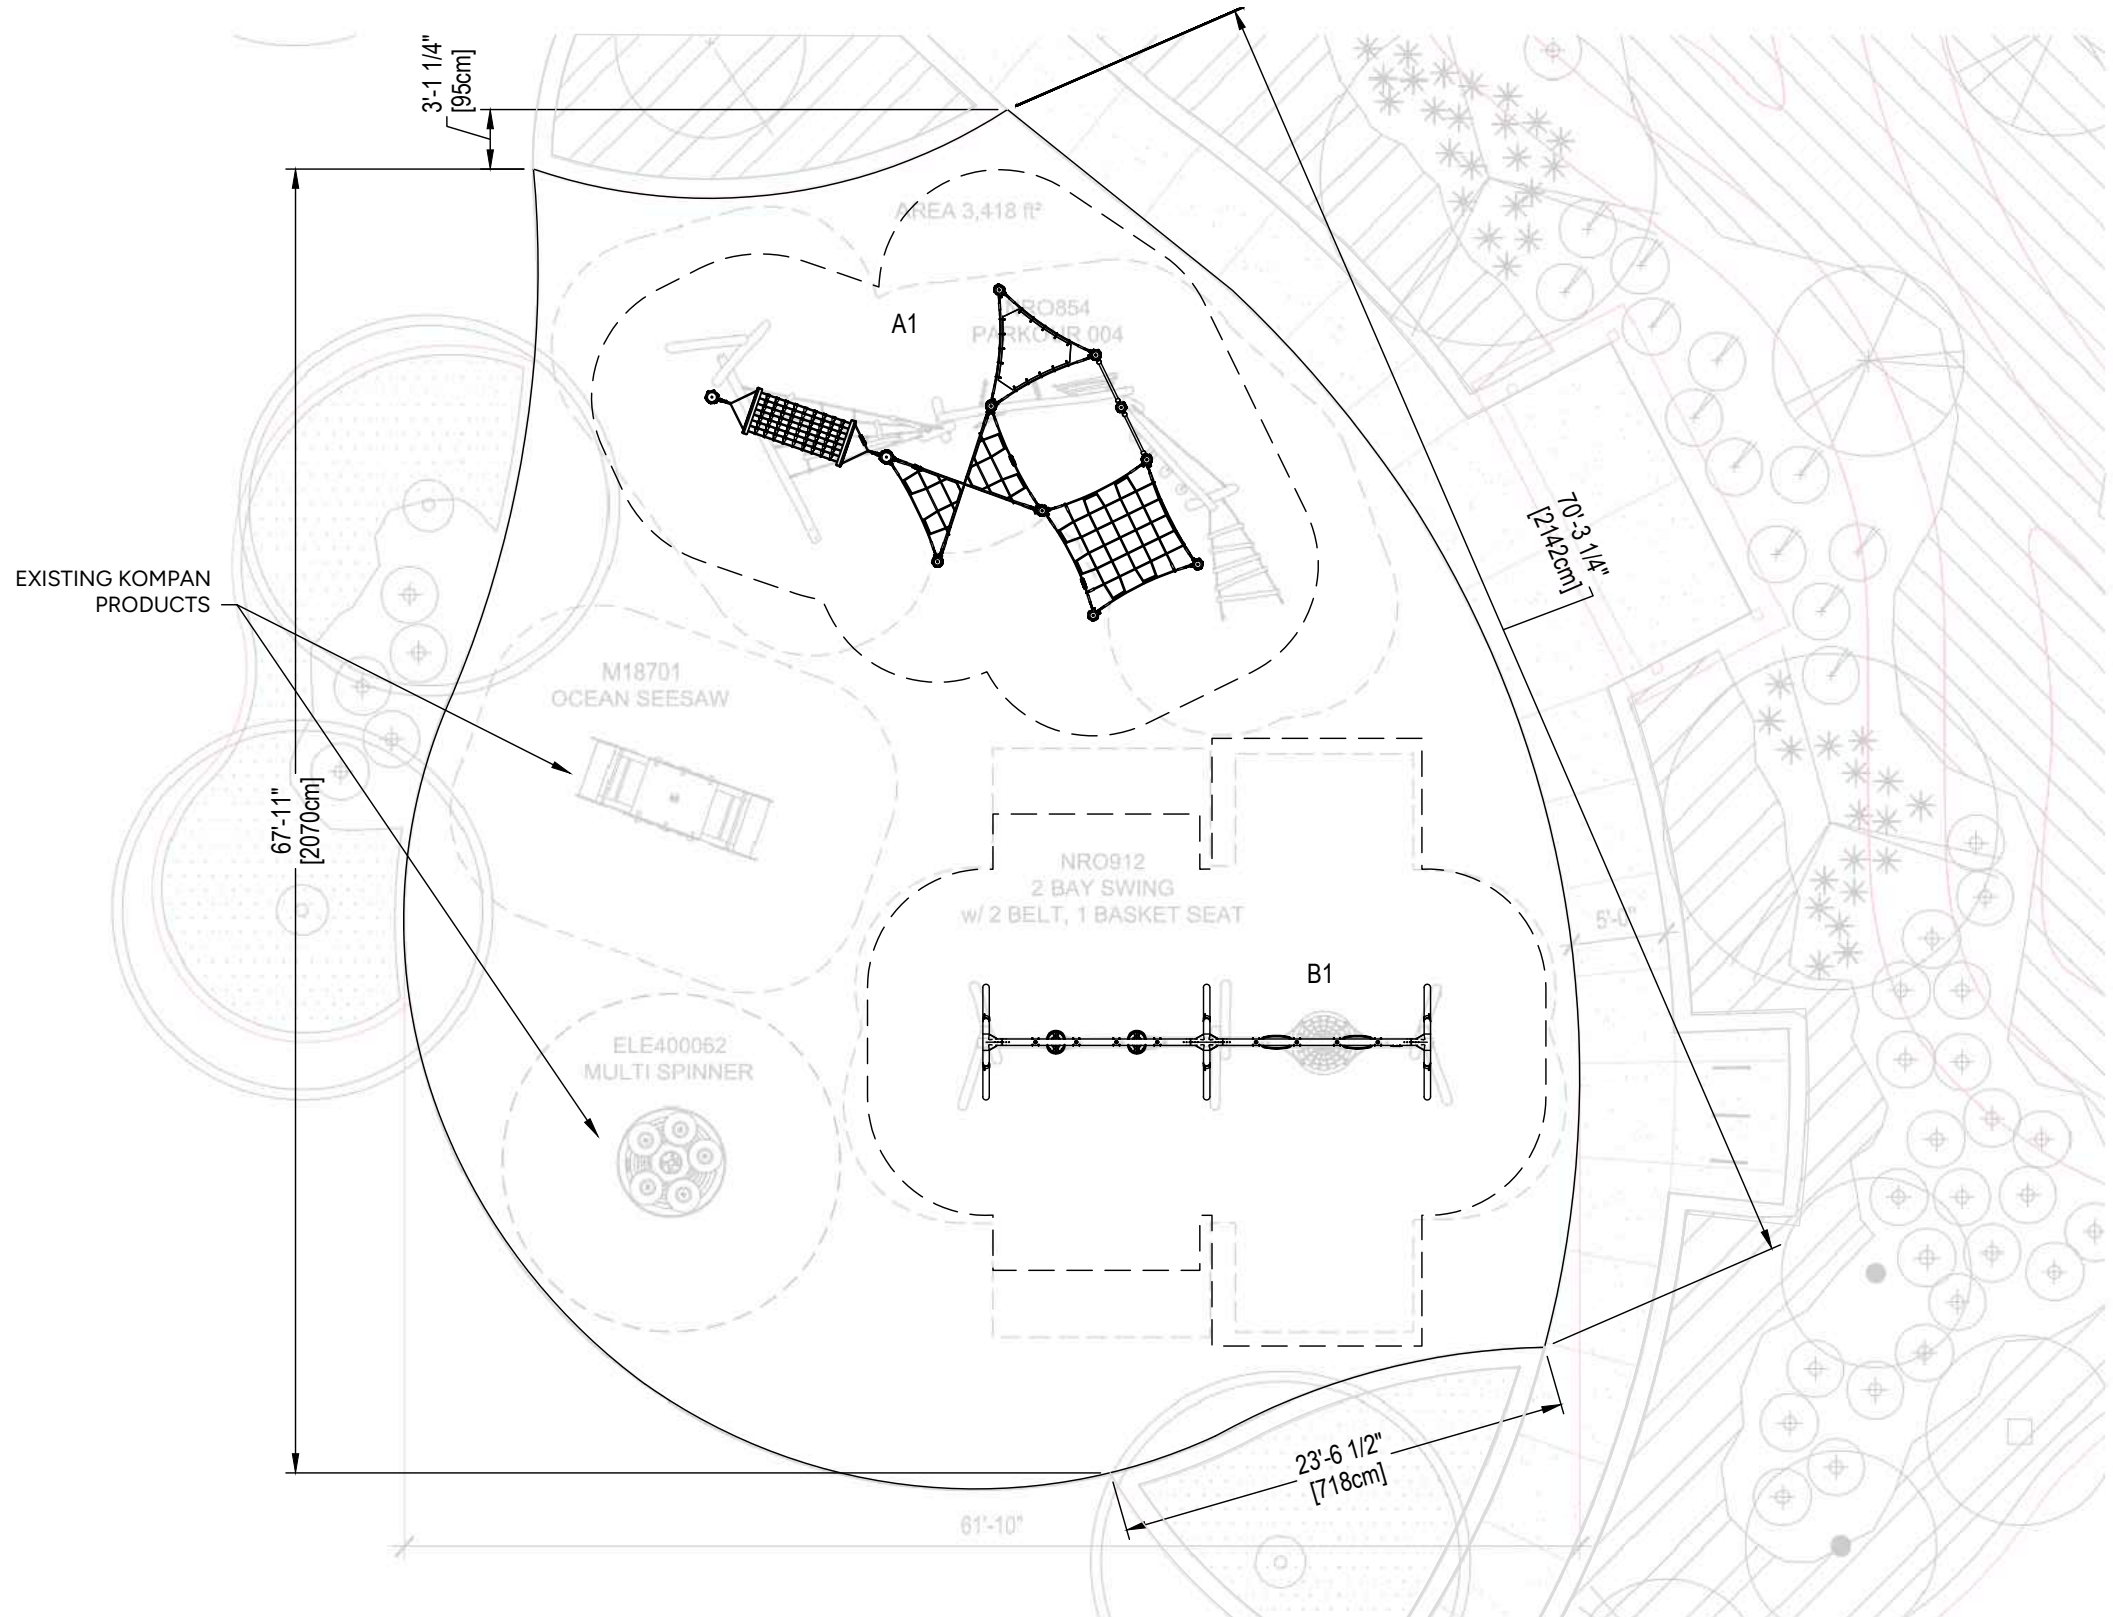 3'-1 1/4"
[95cm]
AREA 3,418 ft²
A1
RO854
PARKOUR 004
70'-3 1/4"
[2142cm]
EXISTING KOMPAN
PRODUCTS
M18701
OCEAN SEESAW
67'-11"
[2070cm]
NRO912
2 BAY SWING
w/ 2 BELT, 1 BASKET SEAT
5'-0"
B1
ELE400062
MULTI SPINNER
23'-6 1/2"
[718cm]
61'-10"